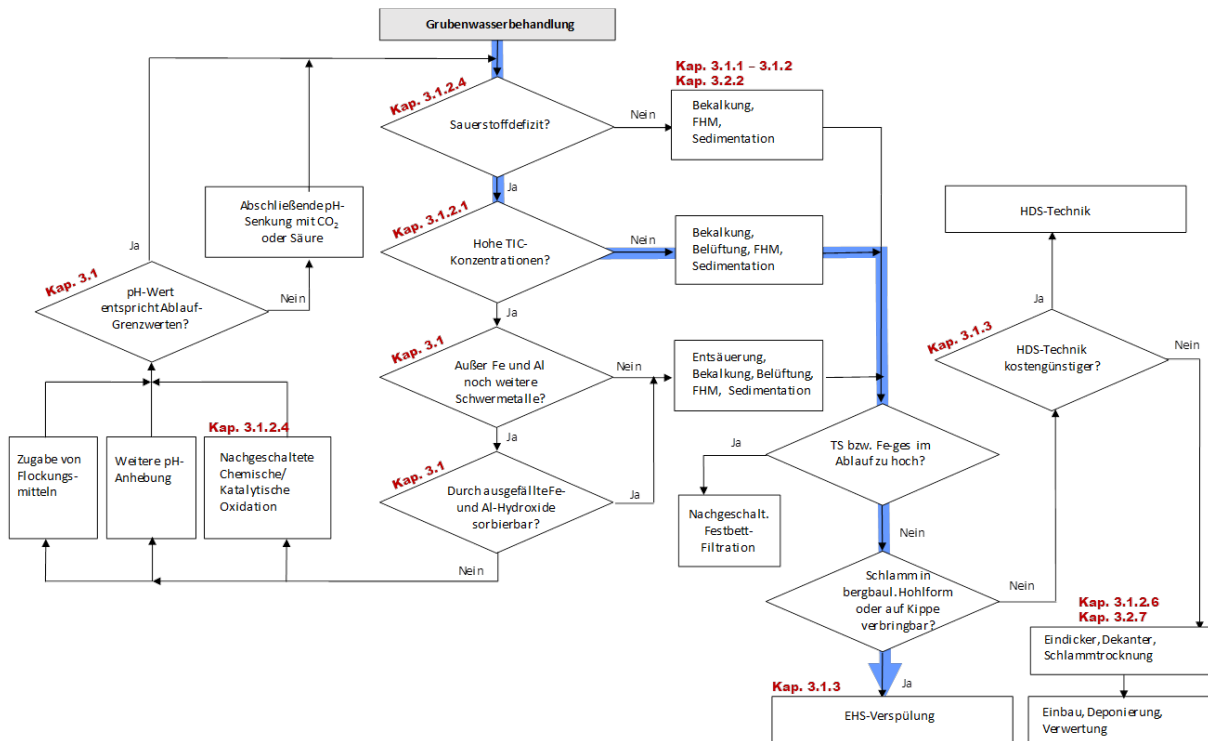 Grubenwasserbehandlung
Kap. 3.1.2.4
Sauerstoffdefizit?
Nein
Ja
Kap. 3.1.1 – 3.1.2
Kap. 3.2.2
Bekalkung,
FHM,
Sedimentation
Kap. 3.1.2.1
Hohe TIC-
Konzentrationen?
Nein
Ja
Bekalkung,
Belüftung, FHM,
Sedimentation
Kap. 3.1
Außer Fe und Al
noch weitere
Schwermetalle?
Nein
Ja
Entsäuerung,
Bekalkung, Belüftung,
FHM, Sedimentation
Kap. 3.1
Durch ausgefällte Fe-
und Al-Hydroxide
sorbierbar?
Ja
Nein
Abschließende pH-
Senkung mit CO2
oder Säure
Ja
Kap. 3.1
pH-Wert
entspricht Ablauf-
Grenzwerten?
Nein
Zugabe von
Flockungs-
mitteln
Weitere pH-
Anhebung
Kap. 3.1.2.4
Nachgeschaltete
Chemische/
Katalytische
Oxidation
TS bzw. Fe-ges im
Ablauf zu hoch?
Ja
Nein
Nachgeschalt.
Festbett-
Filtration
Schlamm in
bergbaul. Hohlform
oder auf Kippe
verbringbar?
Nein
Ja
Kap. 3.1.3
EHS-Verspülung
HDS-Technik
Ja
Kap. 3.1.3
HDS-Technik
kostengünstiger?
Nein
Kap. 3.1.2.6
Kap. 3.2.7
Eindicker, Dekanter,
Schlammtrocknung
Einbau, Deponierung,
Verwertung